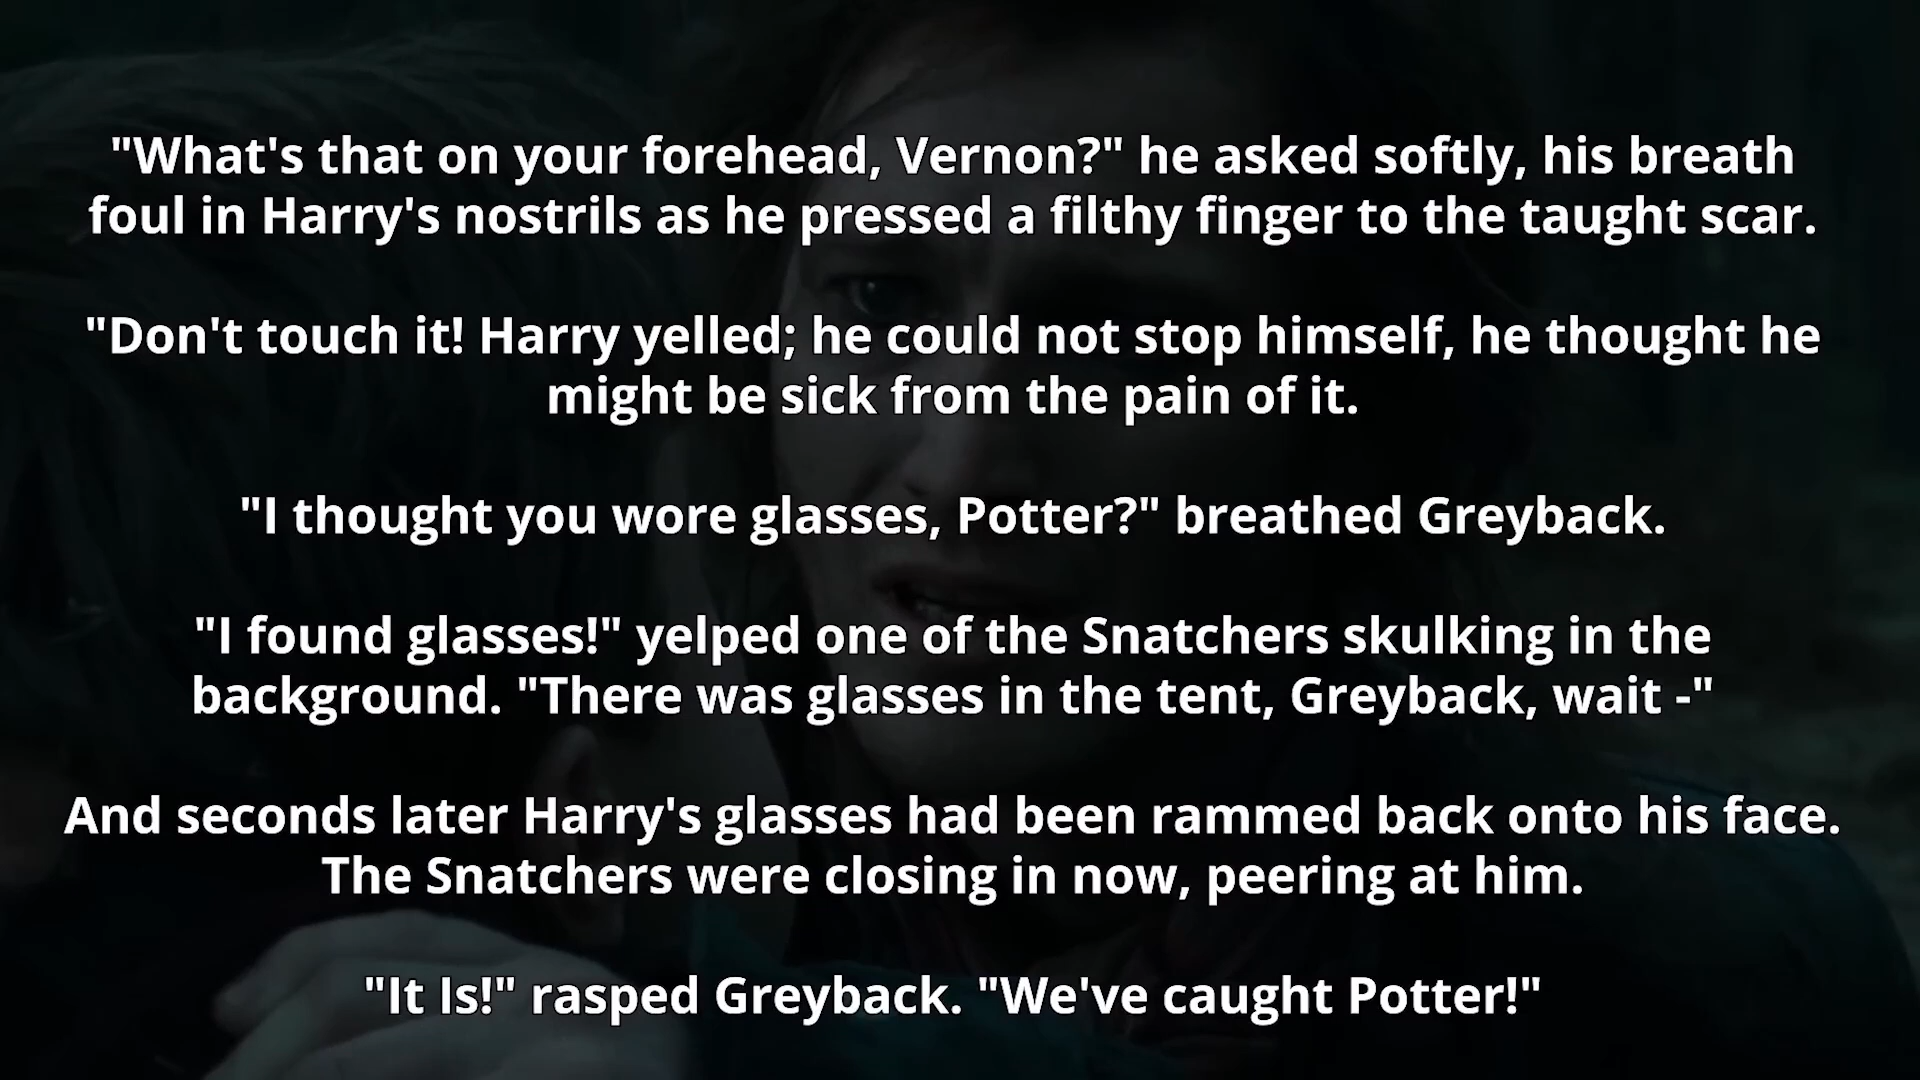 "What's that on your forehead, Vernon?" he asked softly, his breath
foul in Harry's nostrils as he pressed a filthy finger to the taught scar.
"Don't touch it! Harry yelled; he could not stop himself, he thought he
might be sick from the pain of it.
"I thought you wore glasses, Potter?" breathed Greyback.
"I found glasses!" yelped one of the Snatchers skulking in the
background. "There was glasses in the tent, Greyback, wait -"
And seconds later Harry's glasses had been rammed back onto his face.
The Snatchers were closing in now, peering at him.
"It Is!" rasped Greyback. "We've caught Potter!"